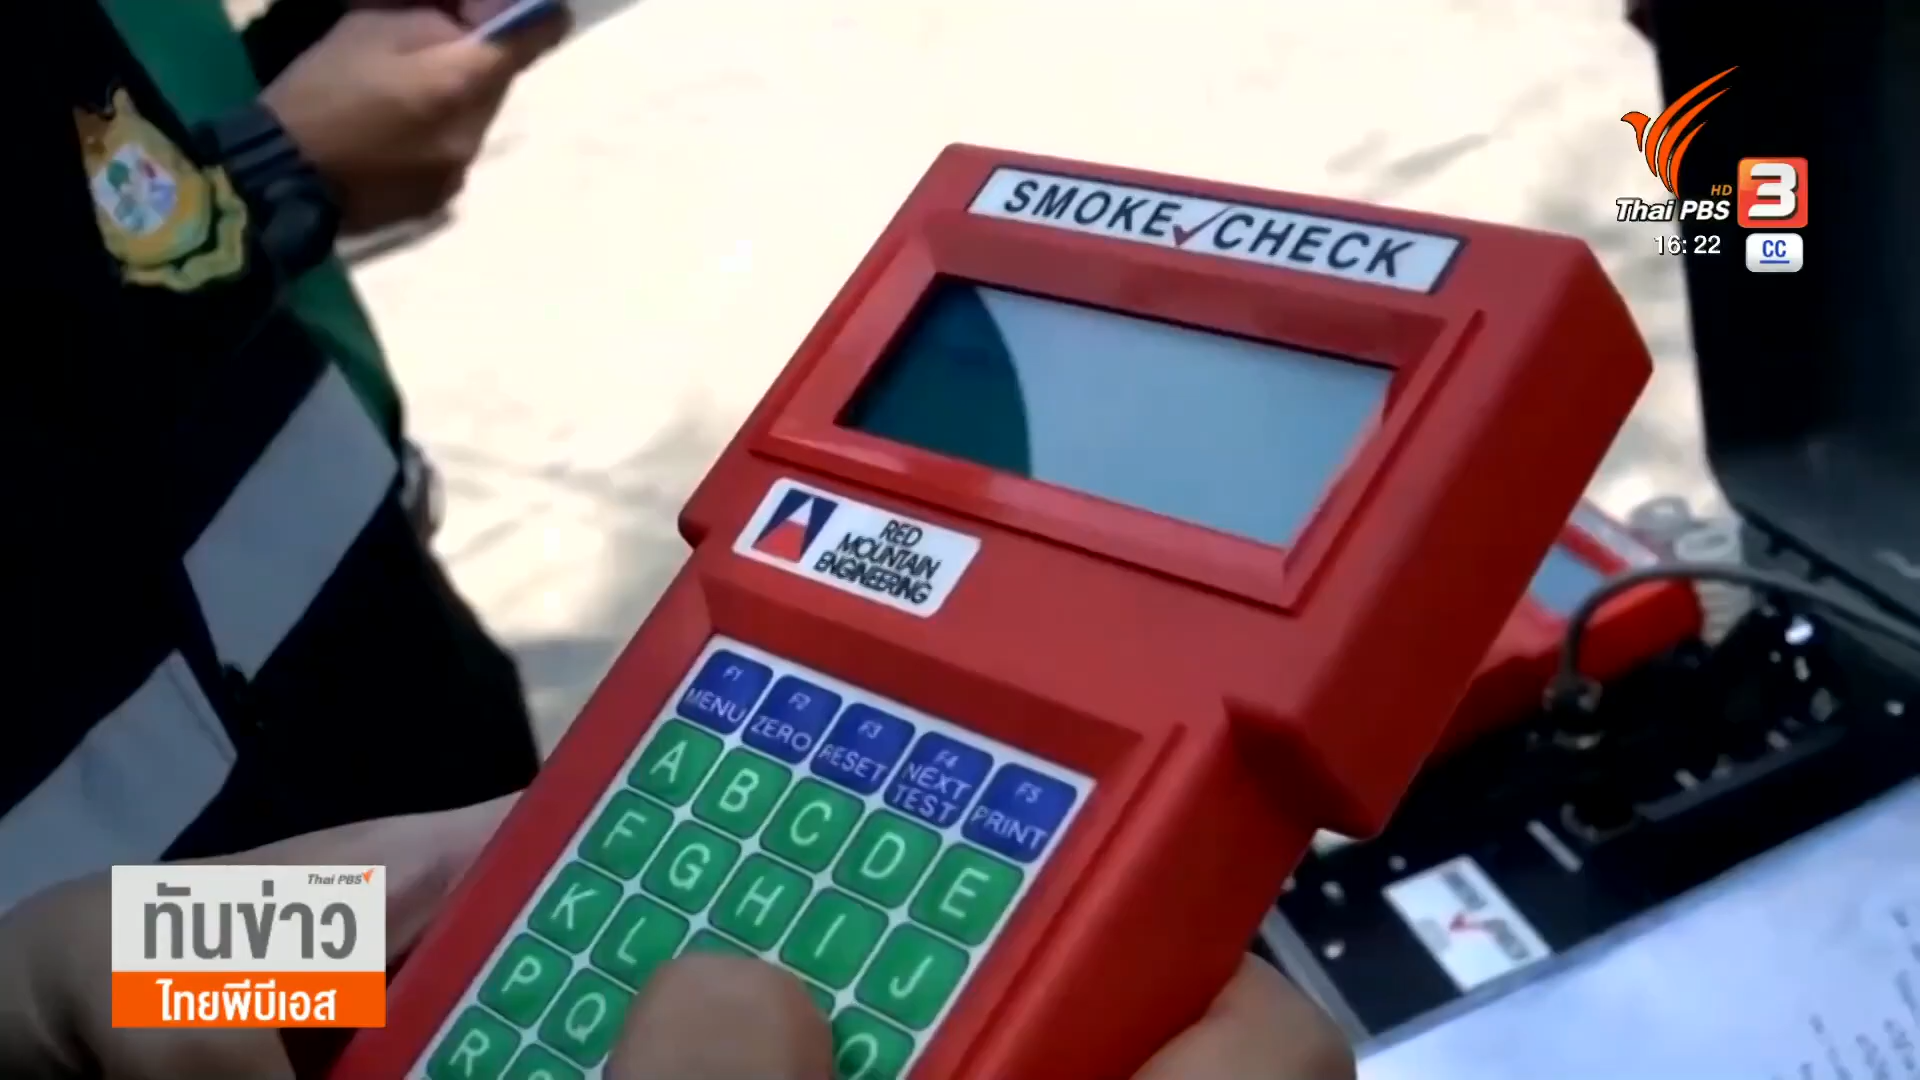 SMOKE✓CHECK
HD
Thai PBS 3
16:22
CC
RED
MOUNTAIN
ENGINEERING
F1 MENU
F2 ZERO
F3 RESET
F4 NEXT TEST
F5 PRINT
A B C D E
F G H I J
K L
P Q
R
Thai PBS
ทันข่าว
ไทยพีบีเอส